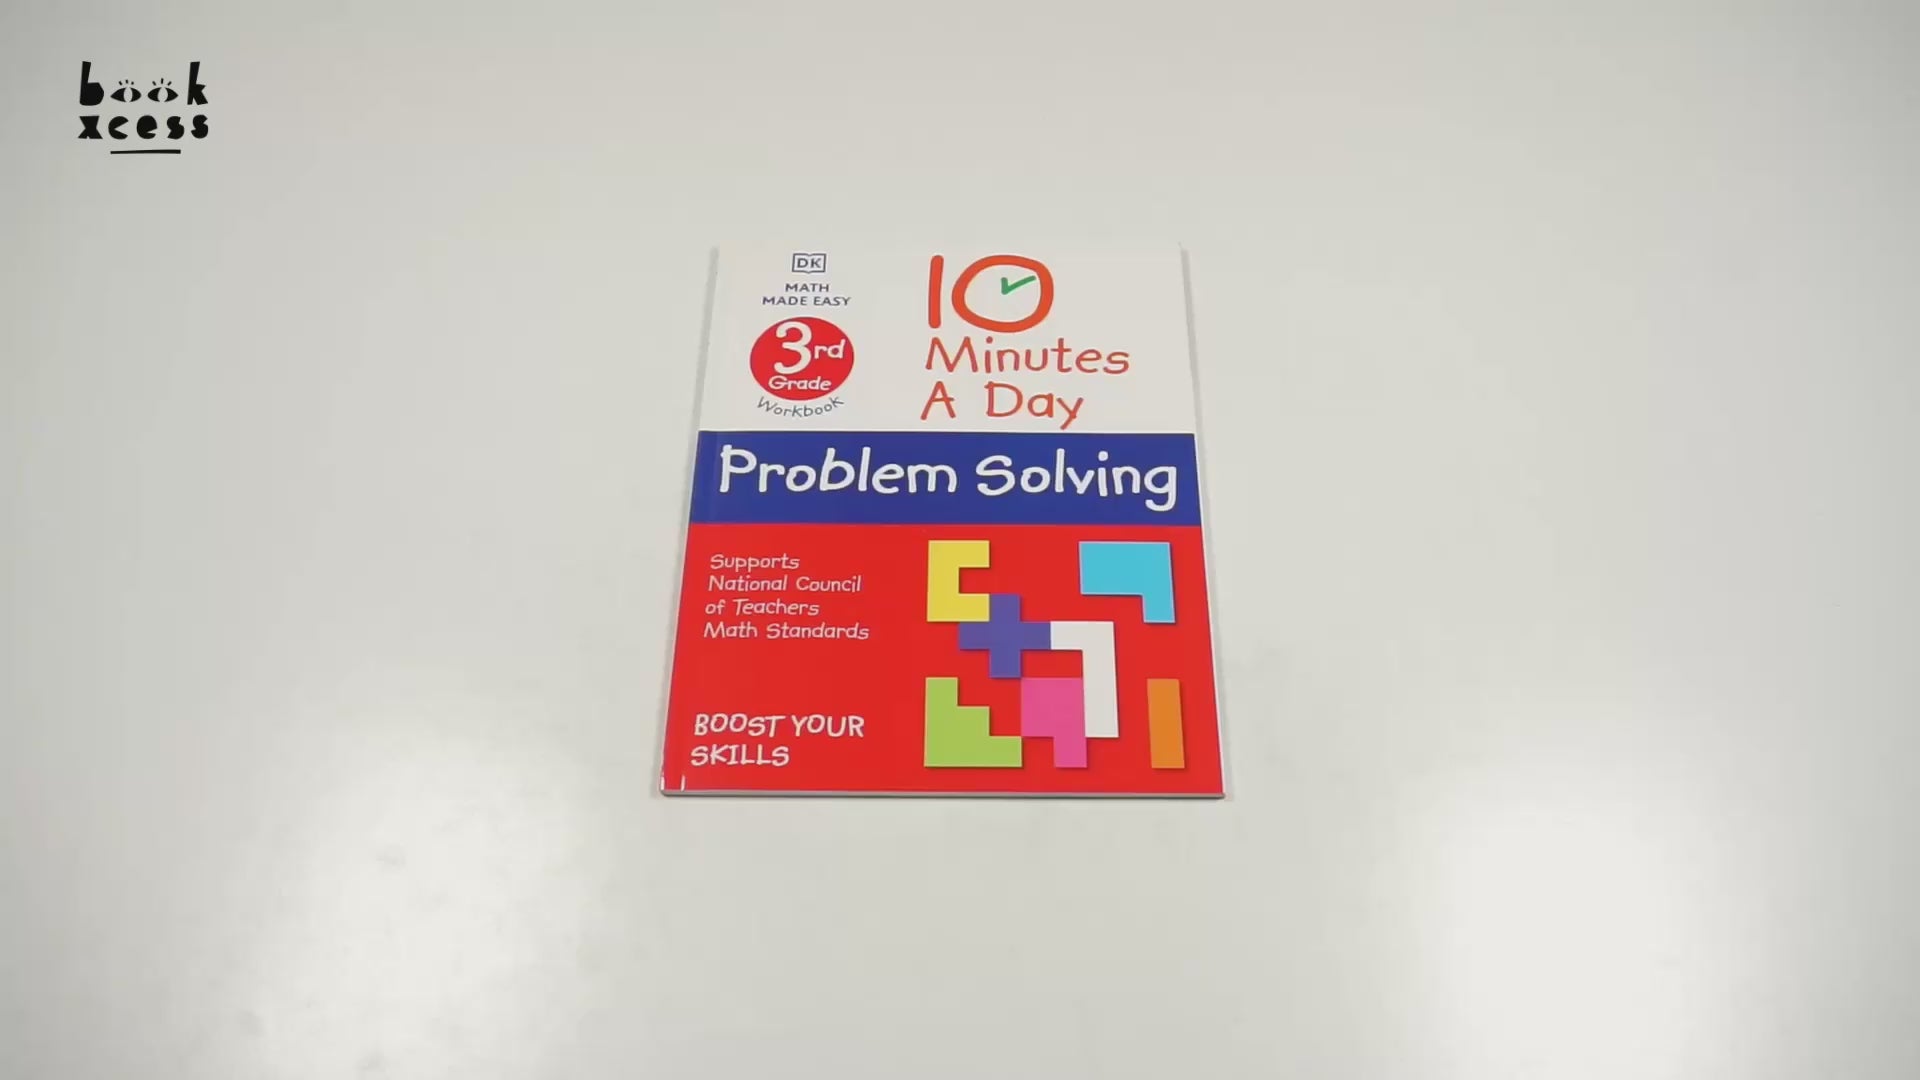 book
xcess
DK
MATH
MADE EASY
3rd
Grade
Workbook
10
Minutes
A Day
Problem Solving
Supports
National Council
of Teachers
Math Standards
BOOST YOUR
SKILLS